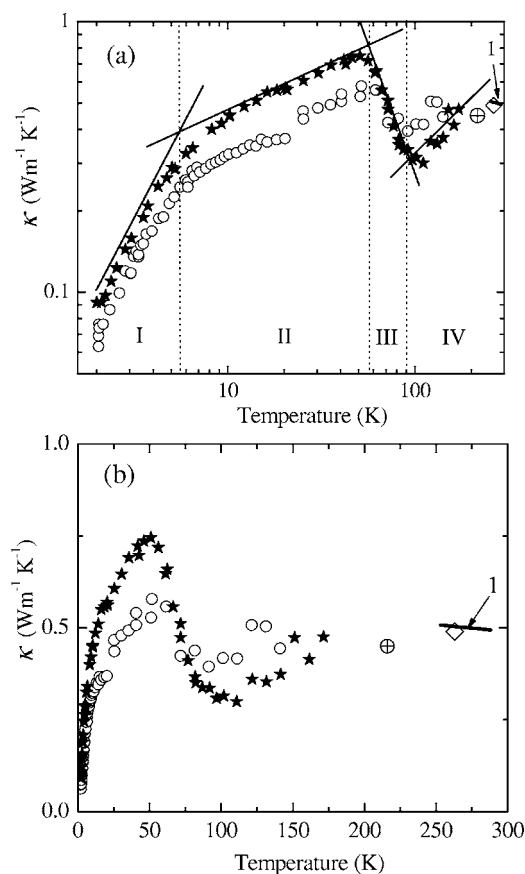 1
(a)
1
κ (Wm⁻¹ K⁻¹)
0.1
I
II
III
IV
10
100
Temperature (K)
1.0
(b)
1
κ (Wm⁻¹ K⁻¹)
0.5
0.0
0 50 100 150 200 250 300
Temperature (K)